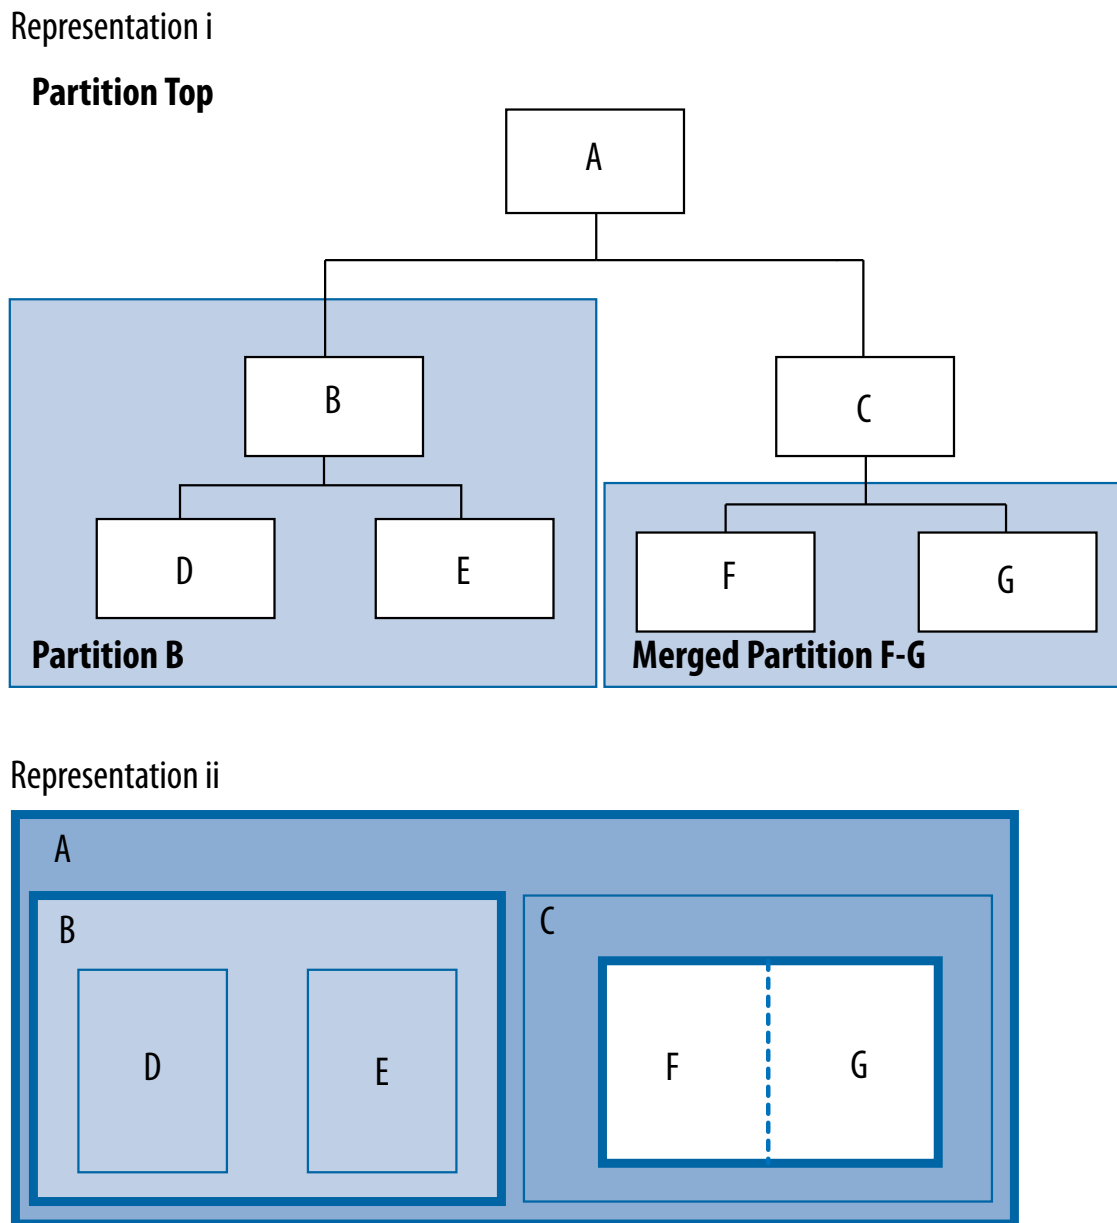 Representation i
Partition Top
A
B
C
D
E
F
G
Partition B
Merged Partition F-G
Representation ii
A
B
C
D
E
F
G